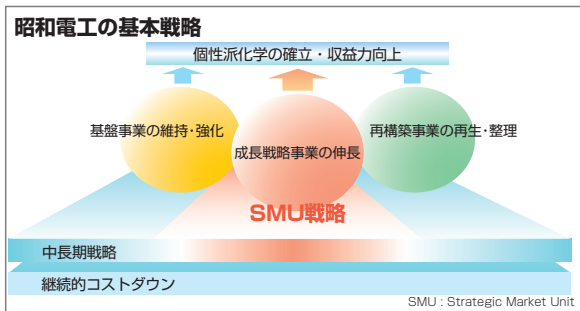 昭和電工の基本戦略
個性派化学の確立・収益力向上
基盤事業の維持・強化
成長戦略事業の伸長
再構築事業の再生・整理
SMU戦略
中長期戦略
継続的コストダウン
SMU : Strategic Market Unit